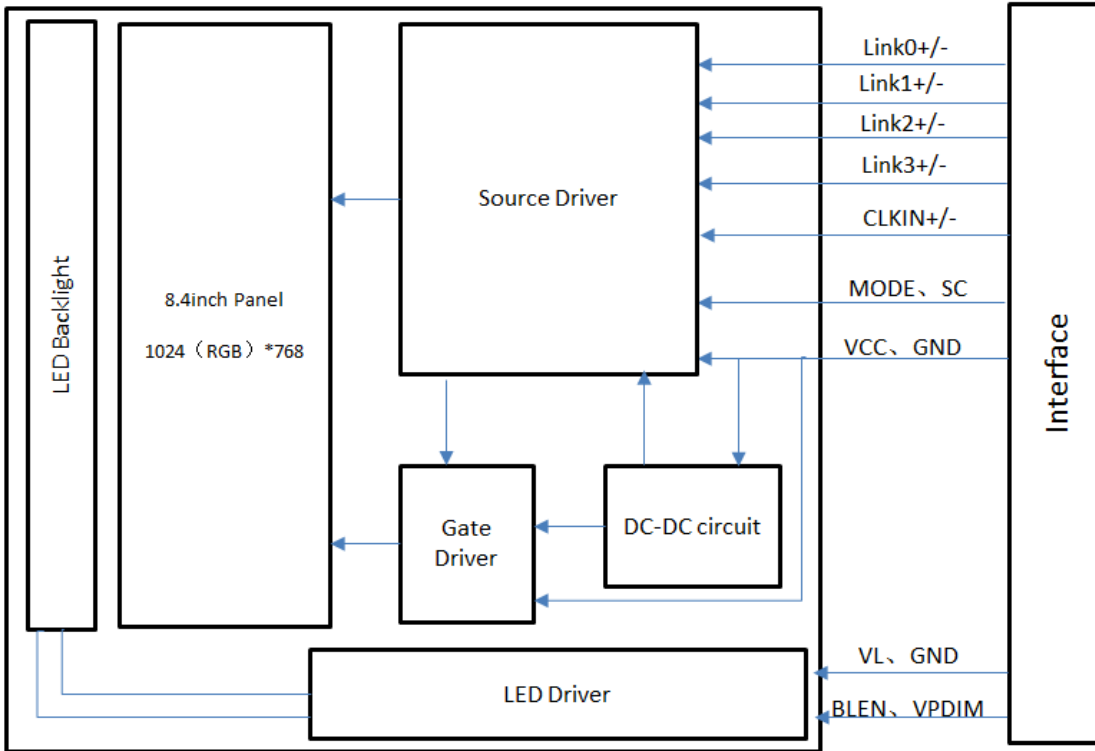 LED Backlight
8.4inch Panel
1024（RGB）*768
Source Driver
Link0+/-
Link1+/-
Link2+/-
Link3+/-
CLKIN+/-
MODE、SC
VCC、GND
Interface
Gate
Driver
DC-DC circuit
LED Driver
VL、GND
BLEN、VPDIM